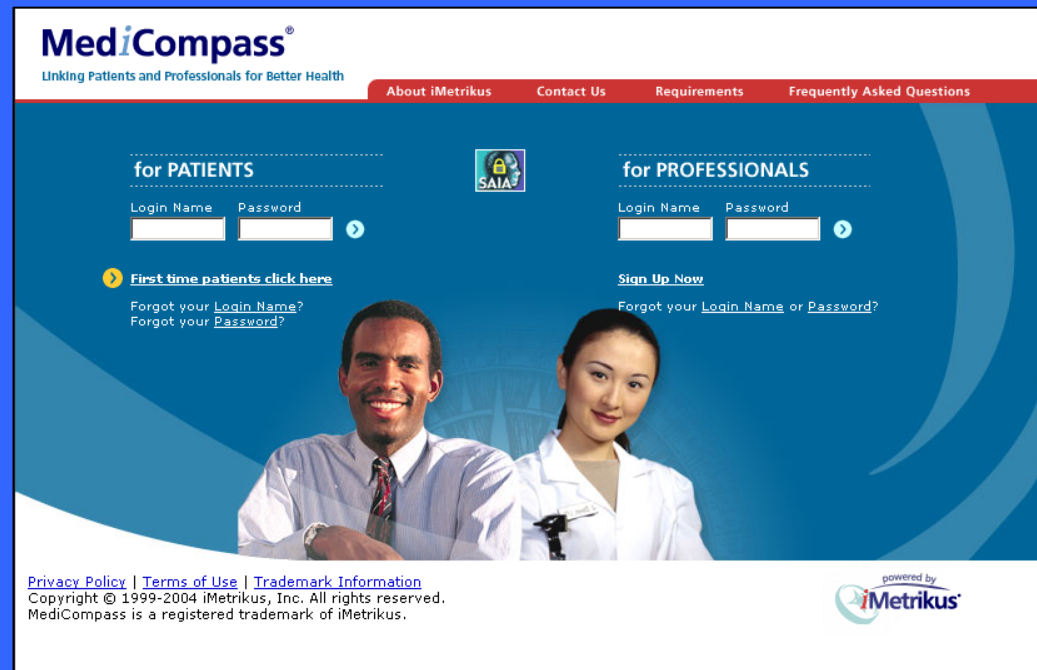 MediCompass®
Linking Patients and Professionals for Better Health
About iMetrikus Contact Us Requirements Frequently Asked Questions
for PATIENTS
Login Name Password
First time patients click here
Forgot your Login Name?
Forgot your Password?
SAIA
for PROFESSIONALS
Login Name Password
Sign Up Now
Forgot your Login Name or Password?
Privacy Policy | Terms of Use | Trademark Information
Copyright © 1999-2004 iMetrikus, Inc. All rights reserved.
MediCompass is a registered trademark of iMetrikus.
powered by
iMetrikus